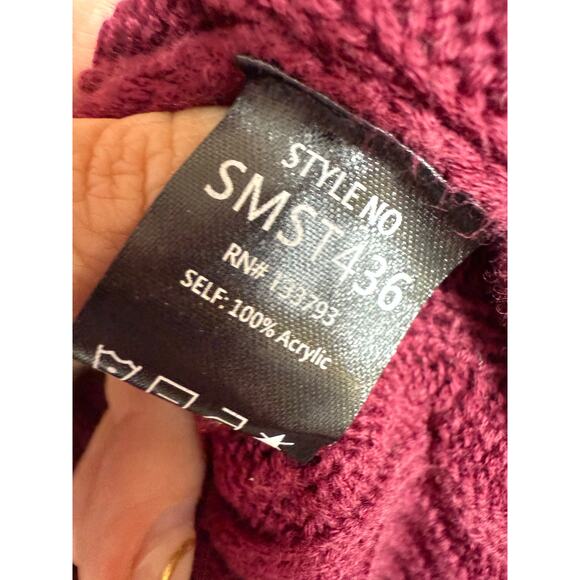 STYLE NO
SMST436
RN# 133793
SELF: 100% Acrylic